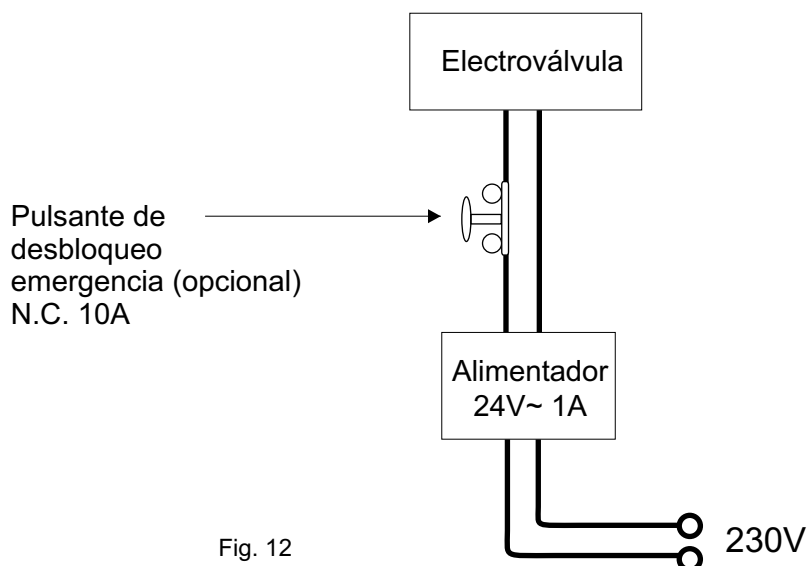 Electroválvula
Pulsante de
desbloqueo
emergencia (opcional)
N.C. 10A
Alimentador
24V~ 1A
230V
Fig. 12